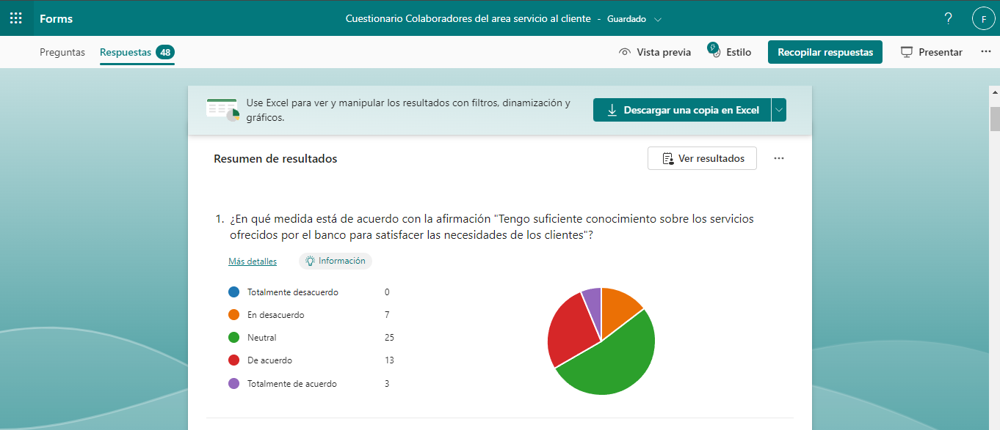 Forms
Cuestionario Colaboradores del area servicio al cliente - Guardado
?
F
Preguntas
Respuestas 48
Vista previa
Estilo
Recopilar respuestas
Presentar
Use Excel para ver y manipular los resultados con filtros, dinamización y
gráficos.
Descargar una copia en Excel
Resumen de resultados
Ver resultados
1. ¿En qué medida está de acuerdo con la afirmación "Tengo suficiente conocimiento sobre los servicios
ofrecidos por el banco para satisfacer las necesidades de los clientes"?
Más detalles
Información
Totalmente desacuerdo 0
En desacuerdo 7
Neutral 25
De acuerdo 13
Totalmente de acuerdo 3